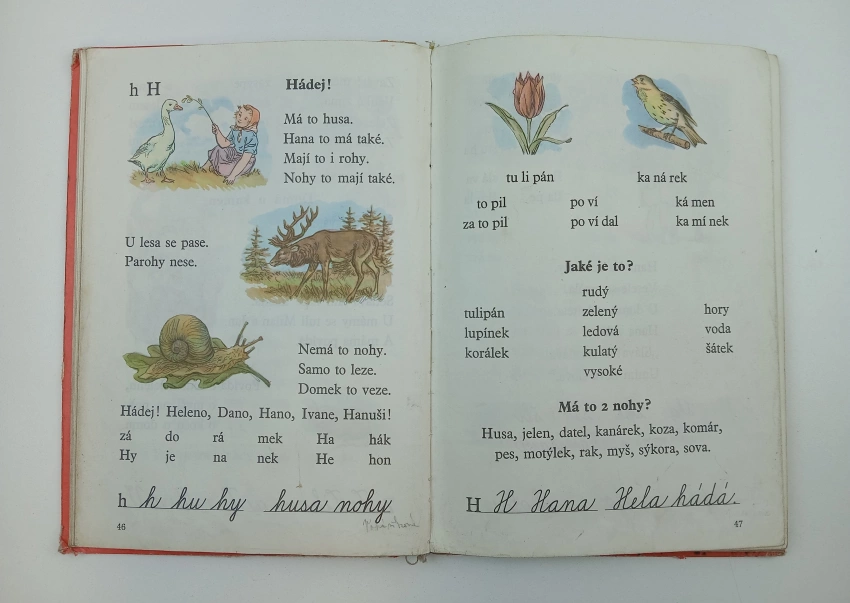 h H
Hádej!
Má to husa.
Hana to má také.
Mají to i rohy.
Nohy to mají také.
U lesa se pase.
Parohy nese.
Nemá to nohy.
Samo to leze.
Domek to veze.
Hádej! Heleno, Dano, Hano, Ivane, Hanuši!
zá do rá mek Ha hák
Hy je na nek He hon
h h hu hy husa nohy
46
tu li pán ka ná rek
to pil po ví ká men
za to pil po ví dal ka mí nek
Jaké je to?
rudý
tulipán zelený hory
lupínek ledová voda
korálek kulatý šátek
vysoké
Má to 2 nohy?
Husa, jelen, datel, kanárek, koza, komár,
pes, motýlek, rak, myš, sýkora, sova.
H H Hana Hela hádá.
47